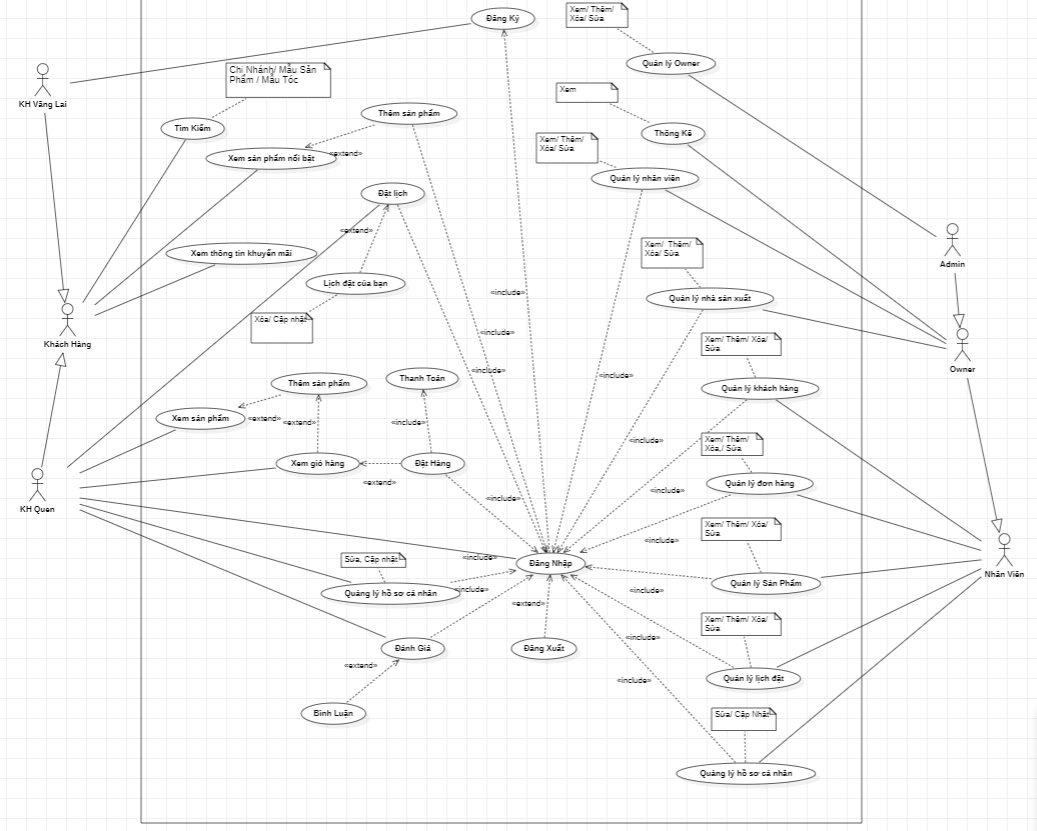 Đăng Ký
Xem/ Thêm/
Xóa/ Sửa
Quản lý Owner
KH Vãng Lai
Chi Nhánh/ Mẫu Sản
Phẩm / Mẫu Tóc
Xem
Tìm Kiếm
Thêm sản phẩm
Thống Kê
Xem sản phẩm nổi bật
«extend»
Xem/ Thêm/
Xóa/ Sửa
Quản lý nhân viên
Đặt lịch
«extend»
Xem thông tin khuyến mãi
Xem/ Thêm/
Xóa/ Sửa
Admin
Lịch đặt của bạn
«include»
Quản lý nhà sản xuất
Xóa/ Cập nhật
«include»
Khách Hàng
Xem/ Thêm/ Xóa/
Sửa
Owner
«include»
«include»
Thêm sản phẩm
Thanh Toán
Quản lý khách hàng
Xem sản phẩm
«extend»
«extend»
«include»
«include»
Xem/ Thêm/
Xóa,/ Sửa
Xem giỏ hàng
Đặt Hàng
«extend»
Quản lý đơn hàng
«include»
«include»
KH Quen
Xem/ Thêm/ Xóa/
Sửa
«include»
Sửa, Cập nhật
«include»
Đăng Nhập
Nhân Viên
Quảng lý hồ sơ cá nhân
«include»
Quản lý Sản Phẩm
«include»
«extend»
Xem/ Thêm/ Xóa/
Sửa
«include»
Đánh Giá
Đăng Xuất
«extend»
«include»
Quản lý lịch đặt
Bình Luận
Sửa/ Cập Nhật
Quảng lý hồ sơ cá nhân